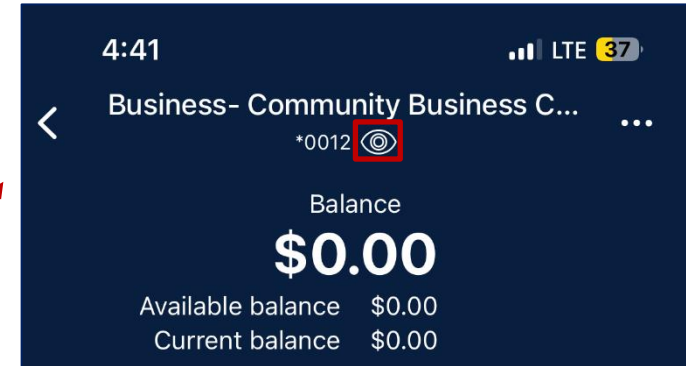 4:41 LTE 37
Business- Community Business C...
*0012
Balance
$0.00
Available balance $0.00
Current balance $0.00